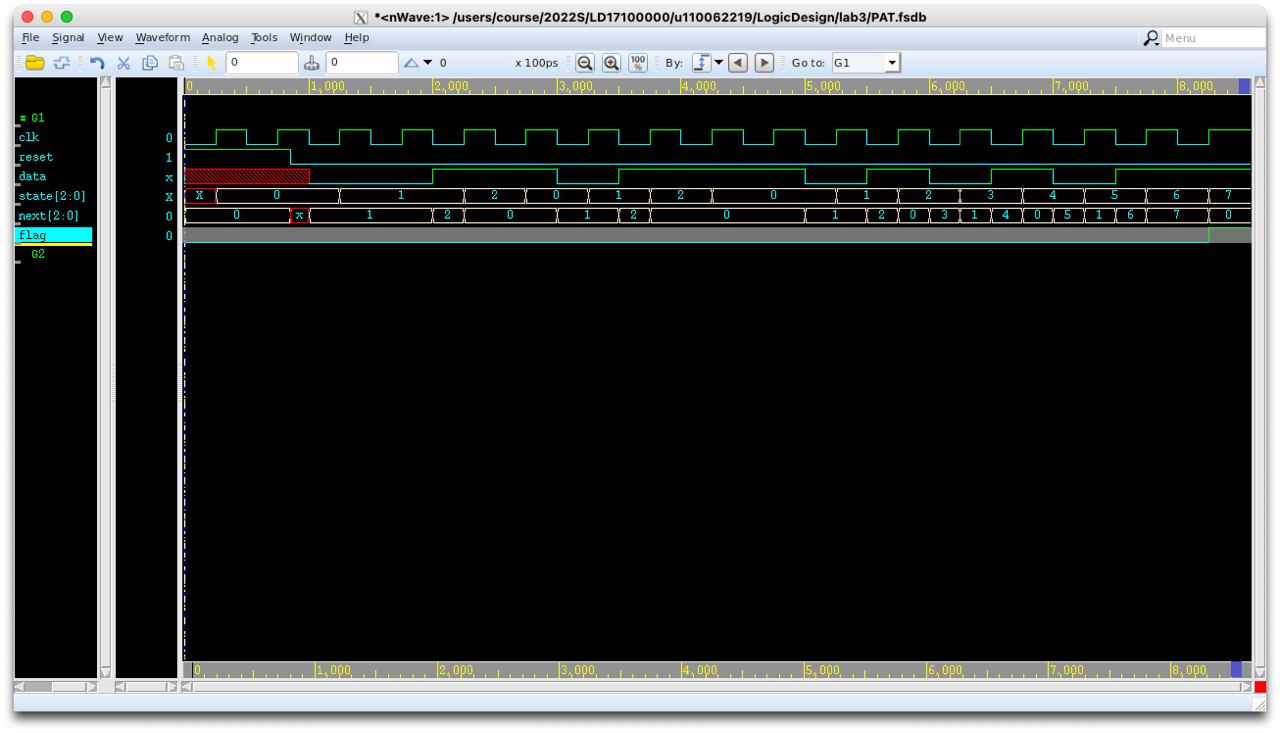 *<nWave:1> /users/course/2022S/LD17100000/u110062219/LogicDesign/lab3/PAT.fsdb
File Signal View Waveform Analog Tools Window Help Menu
0 0 0 x 100ps 100 % By: Go to: G1
0 1,000 2,000 3,000 4,000 5,000 6,000 7,000 8,000
= G1
clk 0
reset 1
data x
state[2:0] X X 0 1 2 0 1 2 0 1 2 3 4 5 6 7
next[2:0] 0 0 x 1 2 0 1 2 0 1 2 0 3 1 4 0 5 1 6 7 0
flag 0
G2
0, 1,000 2,000 3,000 4,000 5,000 6,000 7,000 8,000